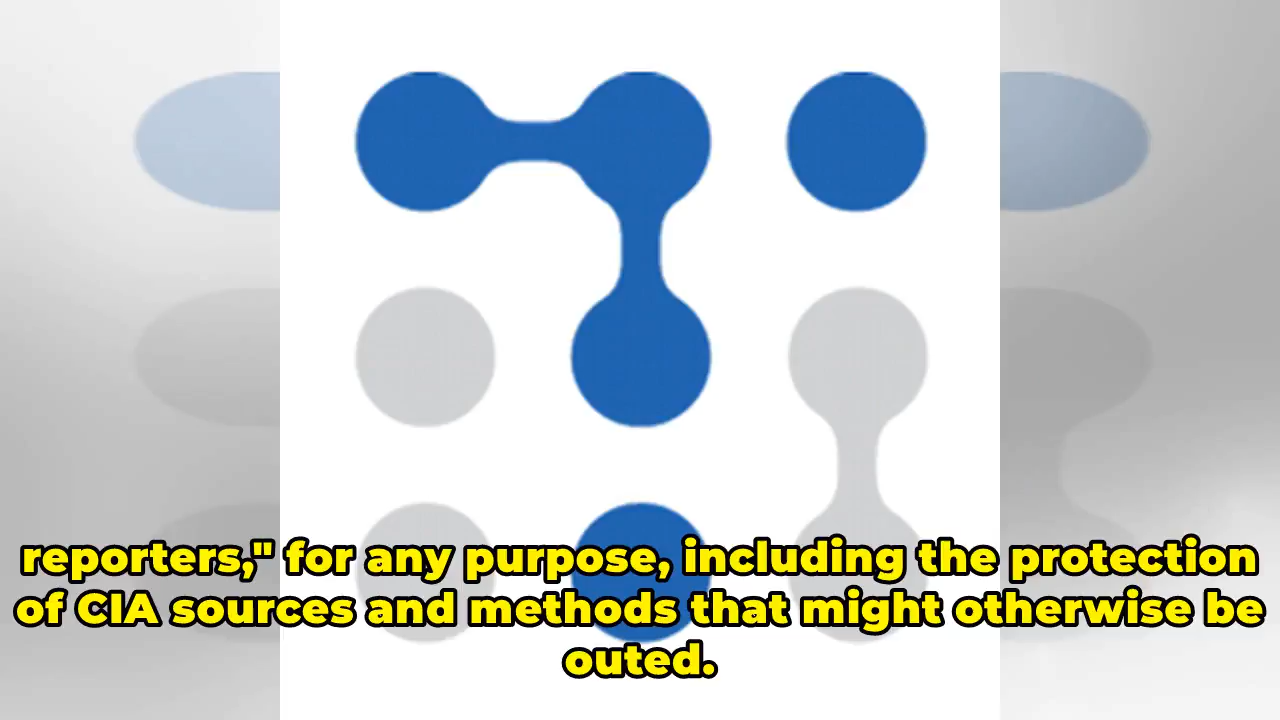 reporters," for any purpose, including the protection
of CIA sources and methods that might otherwise be
outed.